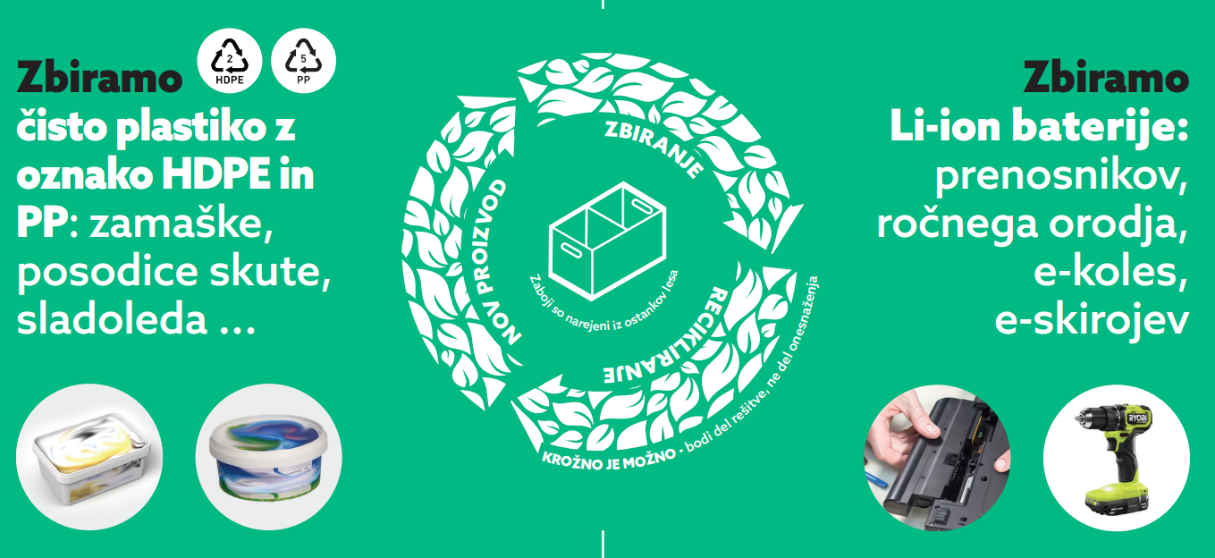 Zbiramo
2
HDPE
5
PP
čisto plastiko z
oznako HDPE in
PP: zamaške,
posodice skute,
sladoleda ...
ZBIRANJE
RECIKLIRANJE
NOV PROIZVOD
Zaboji so narejeni iz ostankov lesa
KROŽNO JE MOŽNO - bodi del rešitve, ne del onesnaženja
Zbiramo
Li-ion baterije:
prenosnikov,
ročnega orodja,
e-koles,
e-skirojev
RYOBI